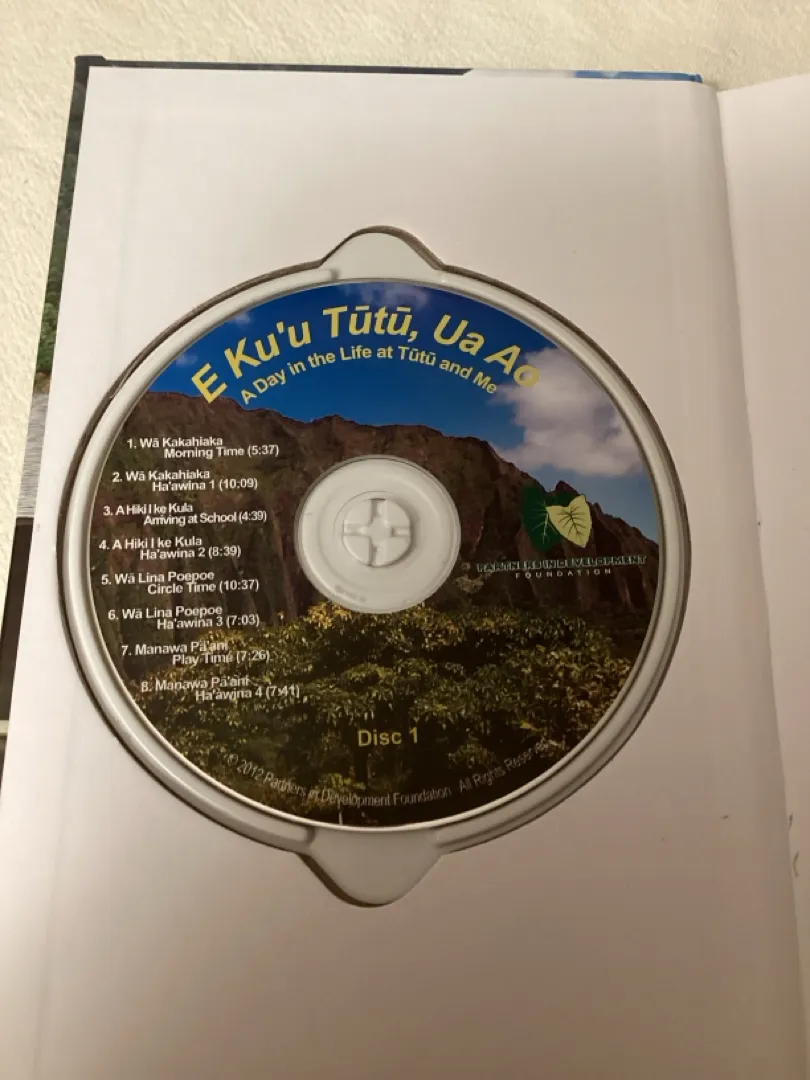 E Ku'u Tūtū, Ua Ao
A Day in the Life at Tūtū and Me
1. Wā Kakahiaka
Morning Time (5:37)
2. Wā Kakahiaka
Ha'awina 1 (10:09)
3. A Hiki I ke Kula
Arriving at School (4:39)
4. A Hiki I ke Kula
Ha'awina 2 (8:39)
5. Wā Lina Poepoe
Circle Time (10:37)
6. Wā Lina Poepoe
Ha'awina 3 (7:03)
7. Manawa Pā'ani
Play Time (7:26)
8. Manawa Pā'ani
Ha'awina 4 (7:41)
PARTNERS IN DEVELOPMENT
FOUNDATION
Disc 1
© 2012 Partners in Development Foundation. All Rights Reserved